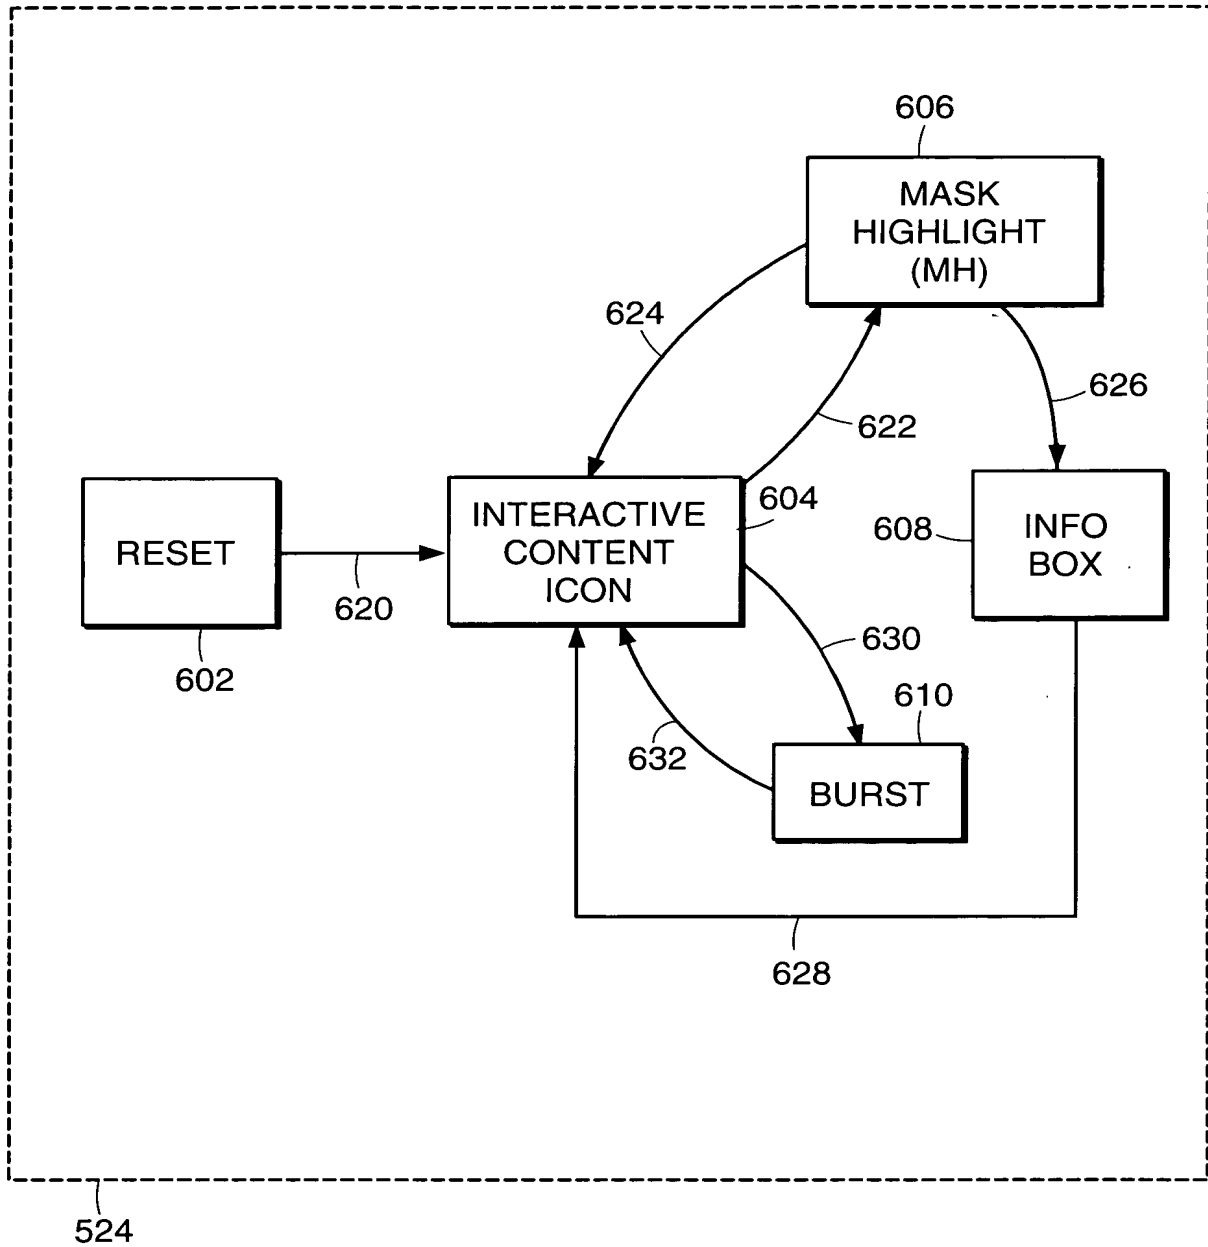 606
MASK
HIGHLIGHT
(MH)
624
622
626
RESET
620
602
INTERACTIVE
CONTENT
ICON
604
608
INFO
BOX
630
610
632
BURST
628
524